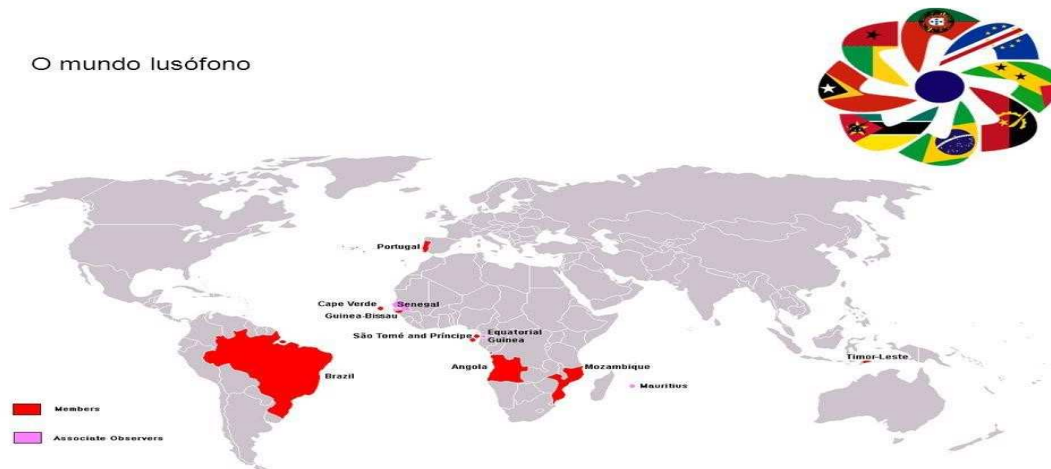 O mundo lusófono
Portugal
Cape Verde
Senegal
Guinea-Bissau
São Tomé and Príncipe
Equatorial
Guinea
Timor-Leste
Angola
Mozambique
Brazil
Mauritius
Members
Associate Observers